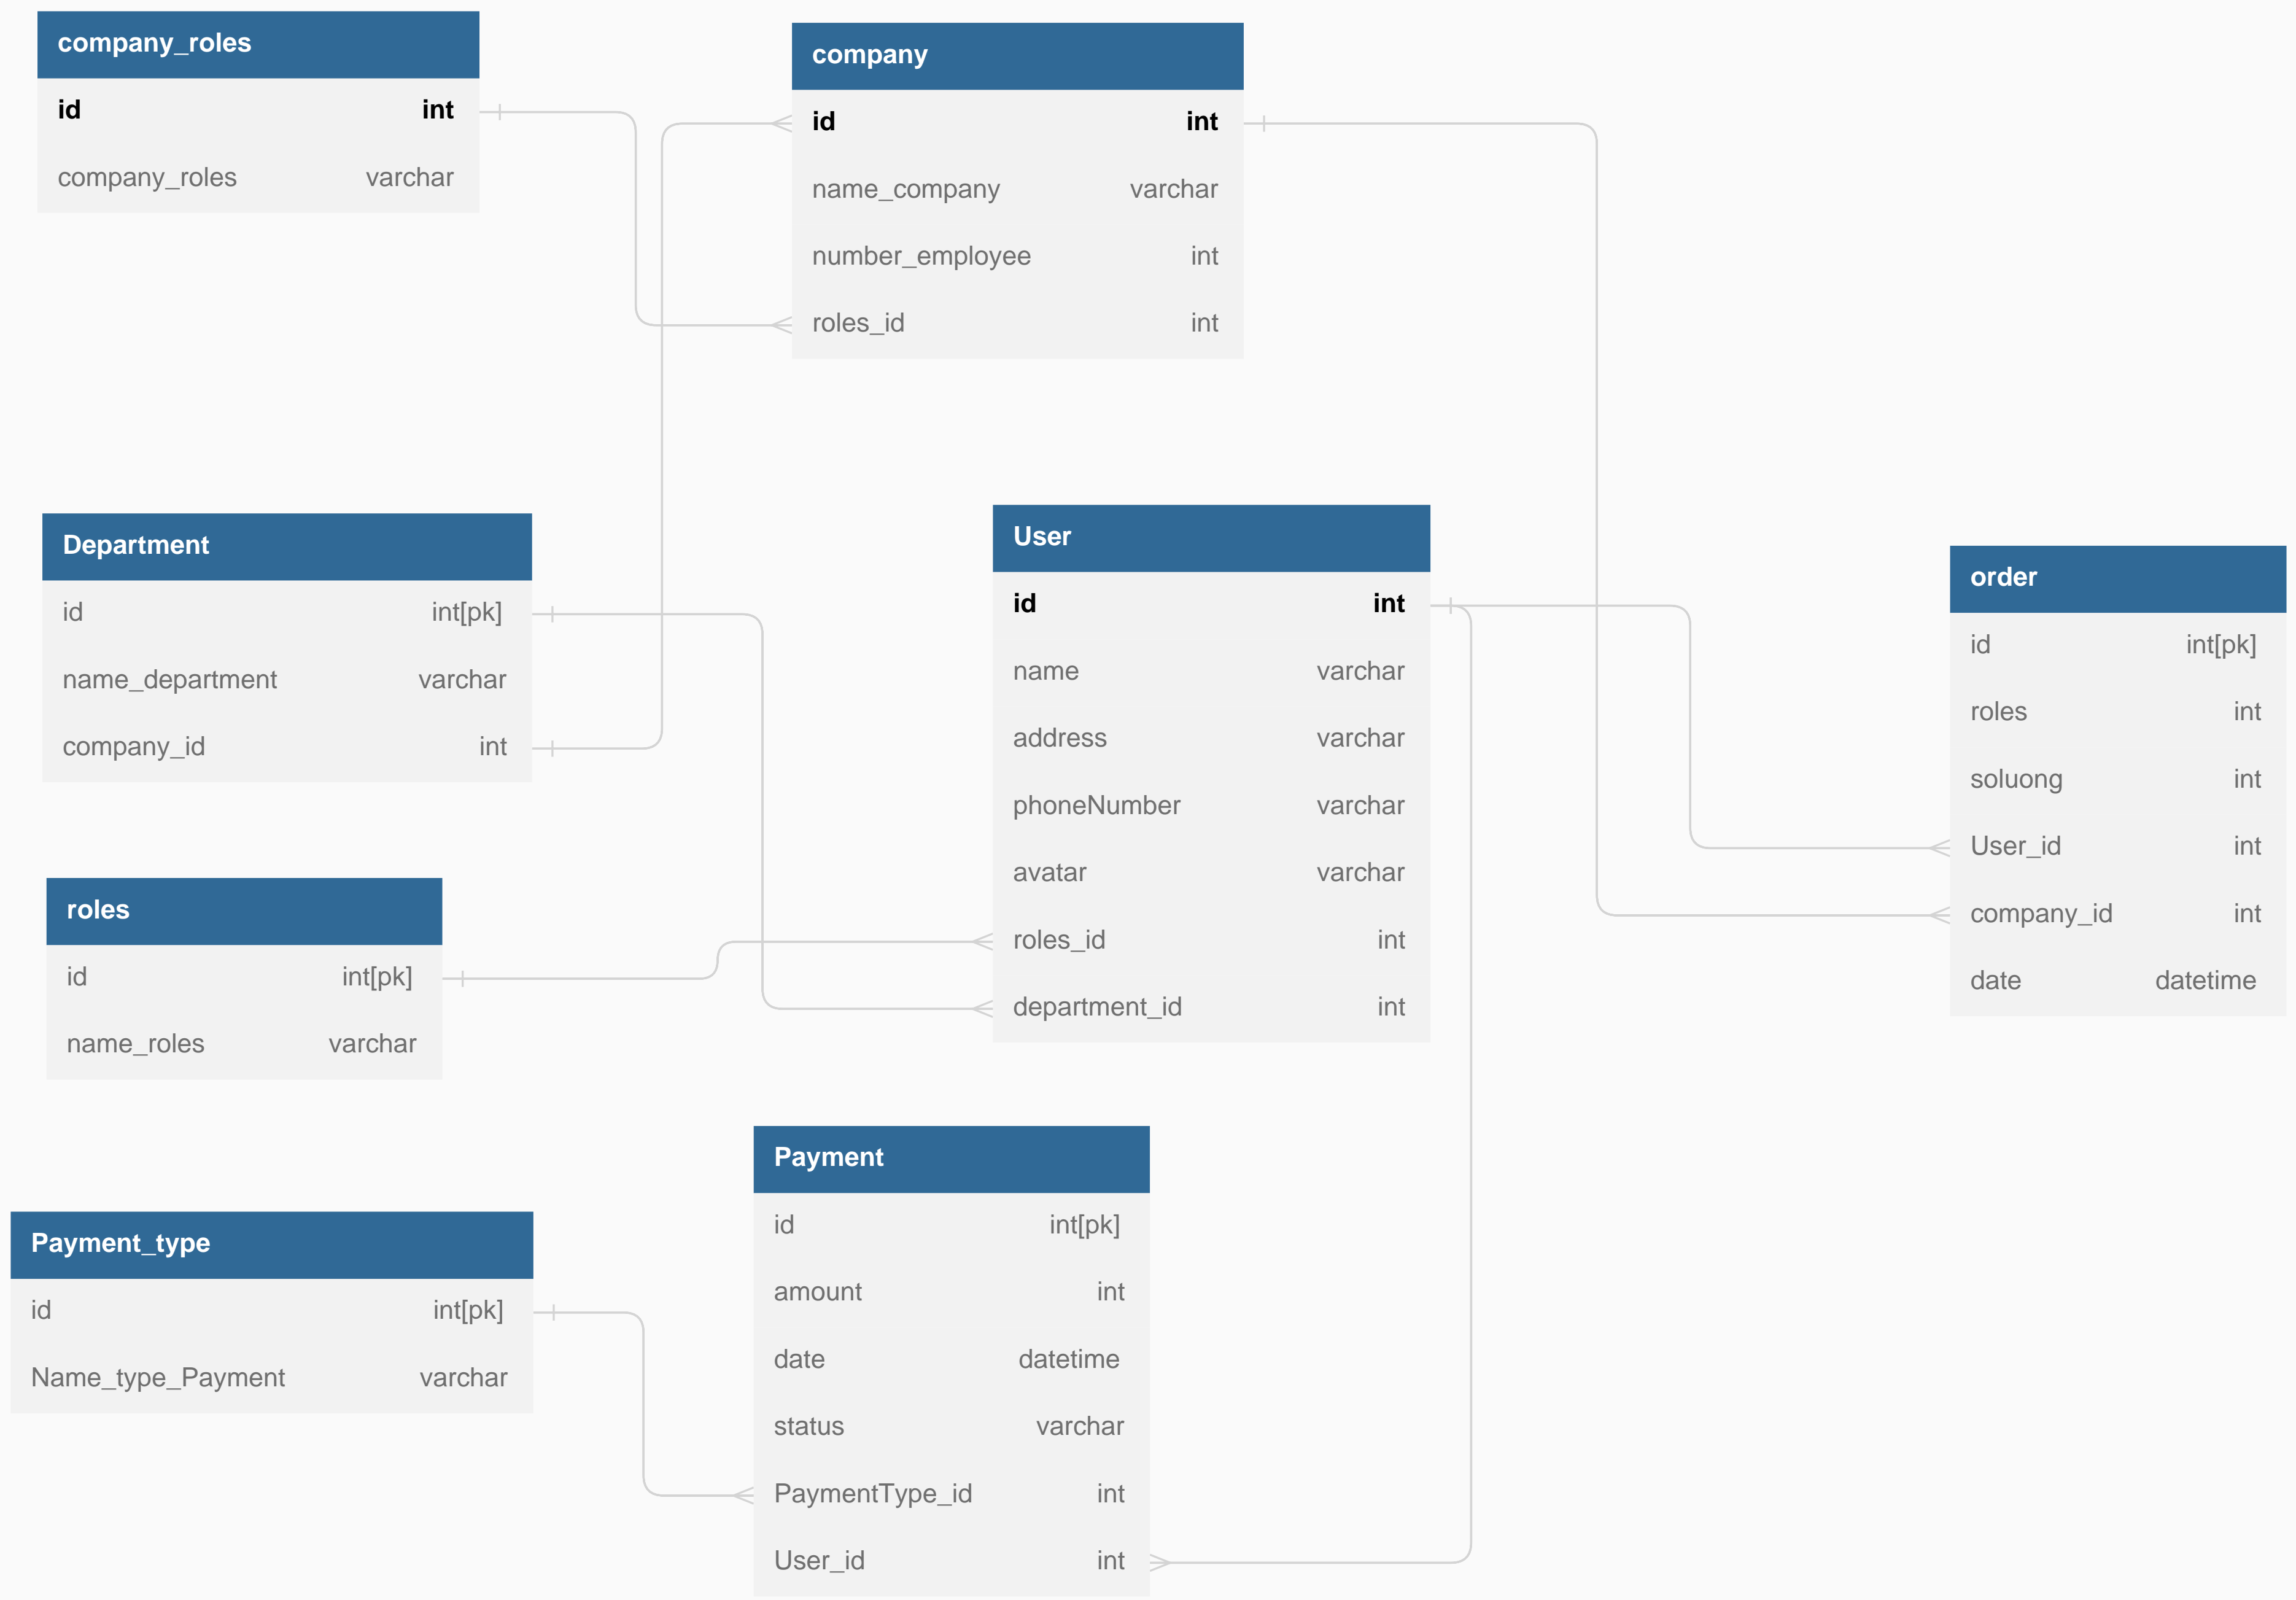 company_roles
id int
company_roles varchar
company
id int
name_company varchar
number_employee int
roles_id int
Department
id int[pk]
name_department varchar
company_id int
User
id int
name varchar
address varchar
phoneNumber varchar
avatar varchar
roles_id int
department_id int
order
id int[pk]
roles int
soluong int
User_id int
company_id int
date datetime
roles
id int[pk]
name_roles varchar
Payment
id int[pk]
amount int
date datetime
status varchar
PaymentType_id int
User_id int
Payment_type
id int[pk]
Name_type_Payment varchar